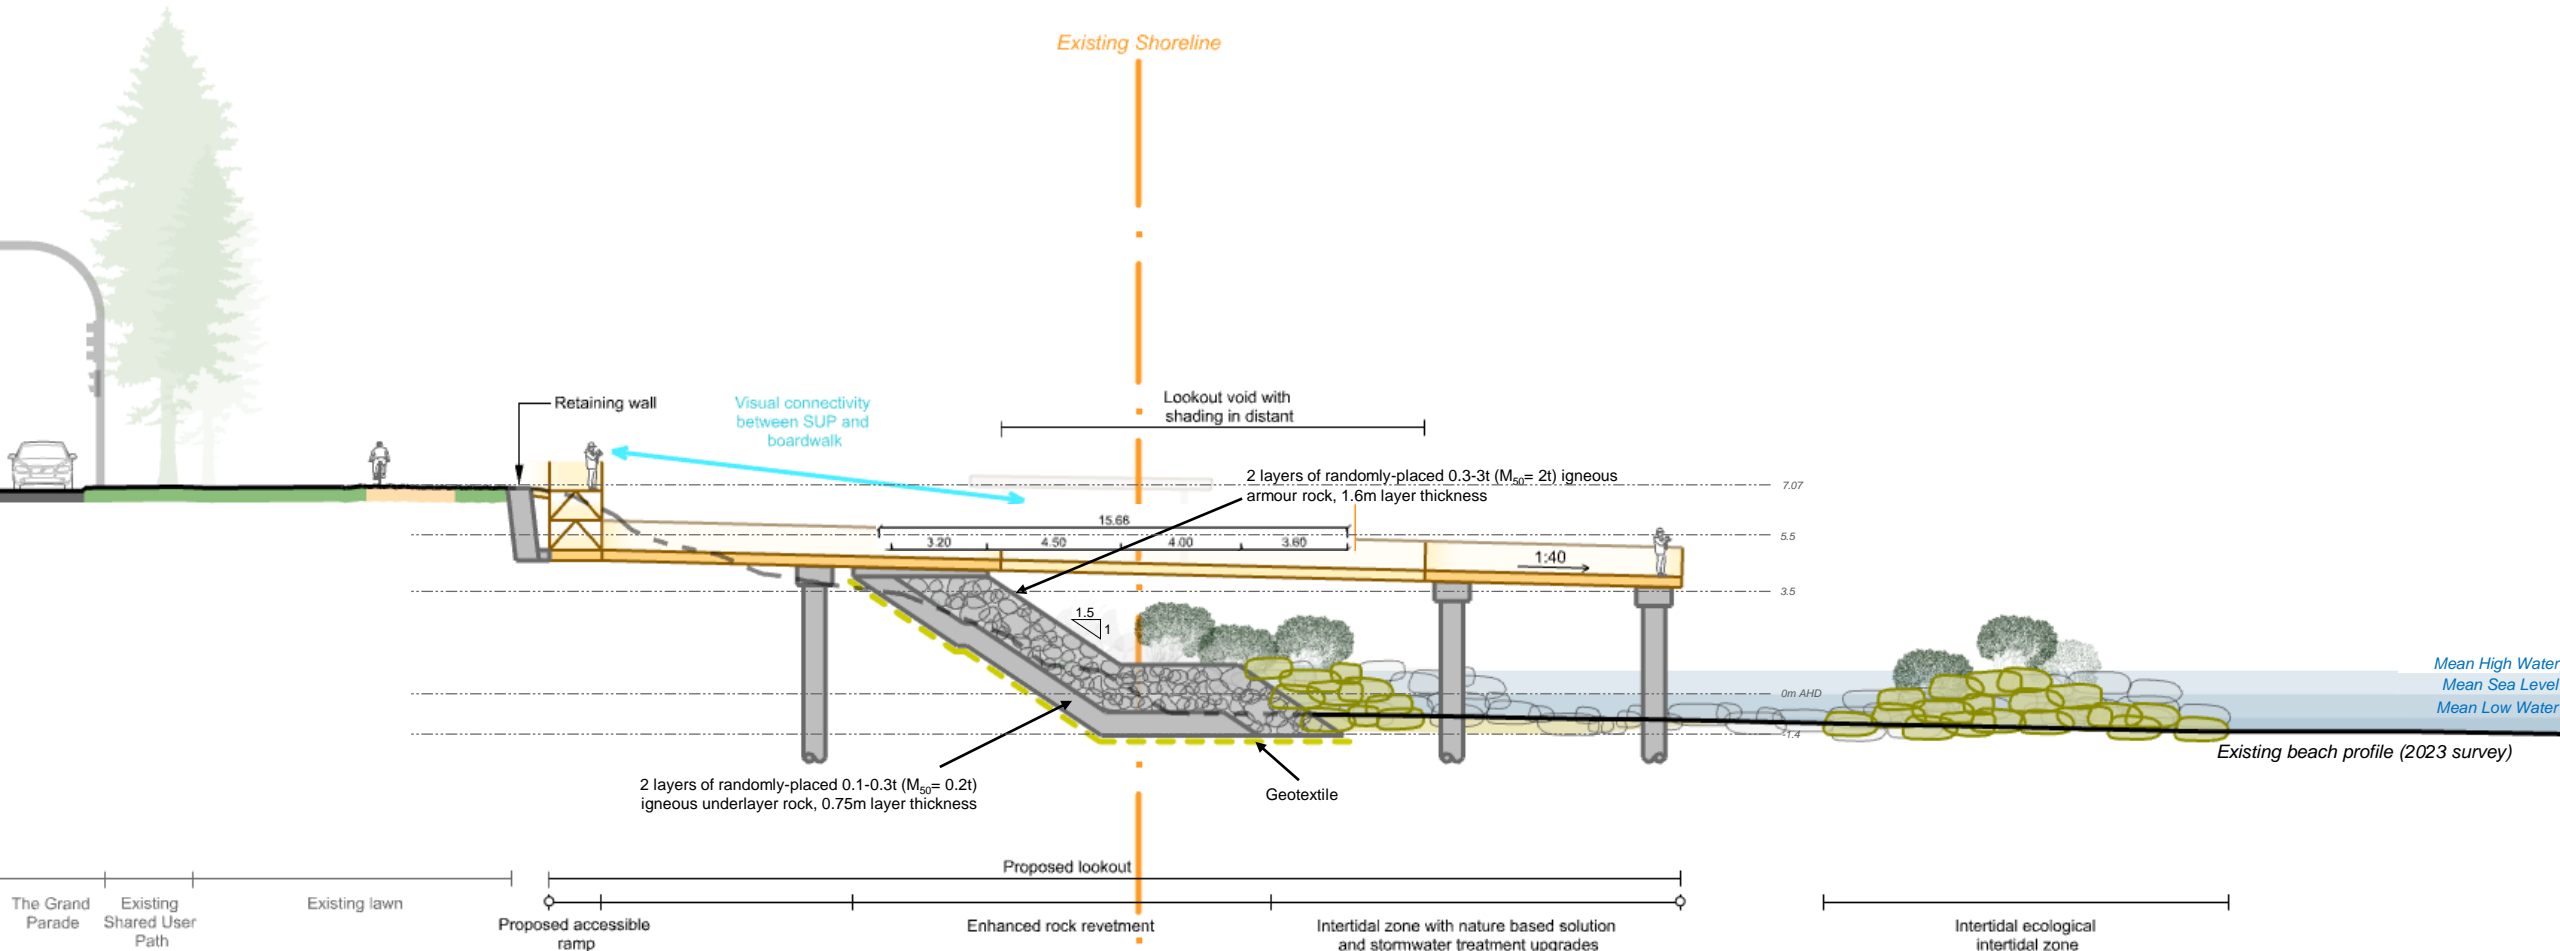 Existing Shoreline
Retaining wall
Visual connectivity
between SUP and
boardwalk
Lookout void with
shading in distant
2 layers of randomly-placed 0.3-3t (M50= 2t) igneous
armour rock, 1.6m layer thickness
7.07
15.66
5.5
3.20
4.50
4.00
3.60
1:40
3.5
1.5
1
Mean High Water
Mean Sea Level
0m AHD
Mean Low Water
-1.4
Existing beach profile (2023 survey)
2 layers of randomly-placed 0.1-0.3t (M50= 0.2t)
igneous underlayer rock, 0.75m layer thickness
Geotextile
Proposed lookout
The Grand
Parade
Existing
Shared User
Path
Existing lawn
Proposed accessible
ramp
Enhanced rock revetment
Intertidal zone with nature based solution
and stormwater treatment upgrades
Intertidal ecological
intertidal zone